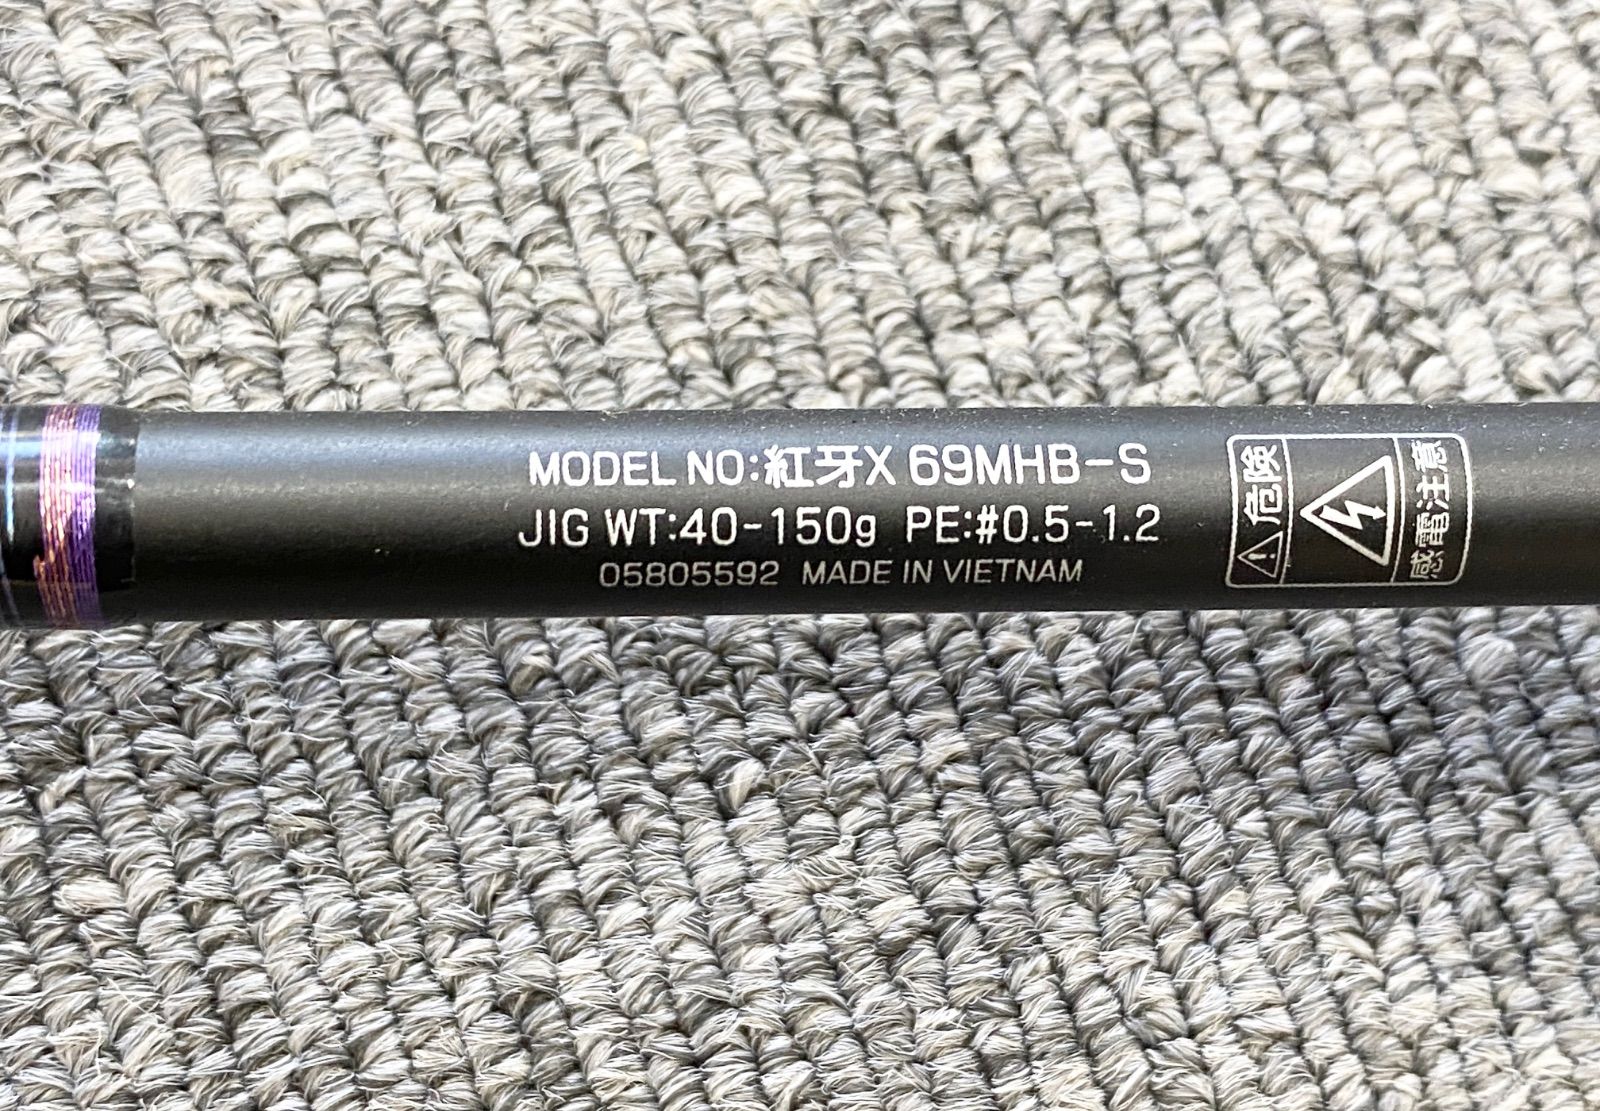 MODEL NO:紅牙X 69MHB-S
JIG WT:40-150g PE:#0.5-1.2
05805592 MADE IN VIETNAM
危険
感電注意